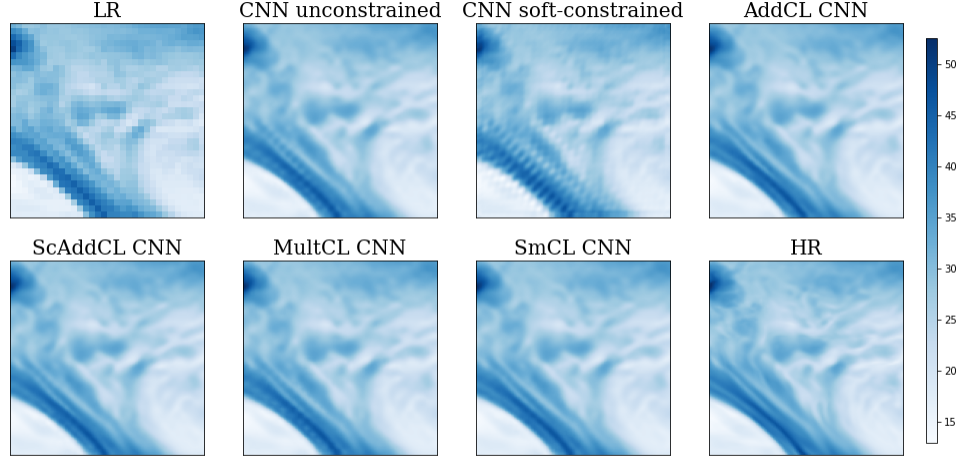 LR
CNN unconstrained
CNN soft-constrained
AddCL CNN
ScAddCL CNN
MultCL CNN
SmCL CNN
HR
50
45
40
35
30
25
20
15